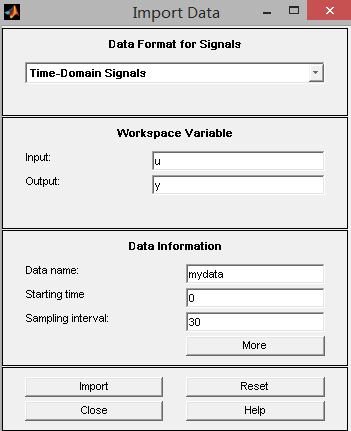 Import Data
Data Format for Signals
Time-Domain Signals
Workspace Variable
Input: u
Output: y
Data Information
Data name: mydata
Starting time 0
Sampling interval: 30
More
Import Reset
Close Help